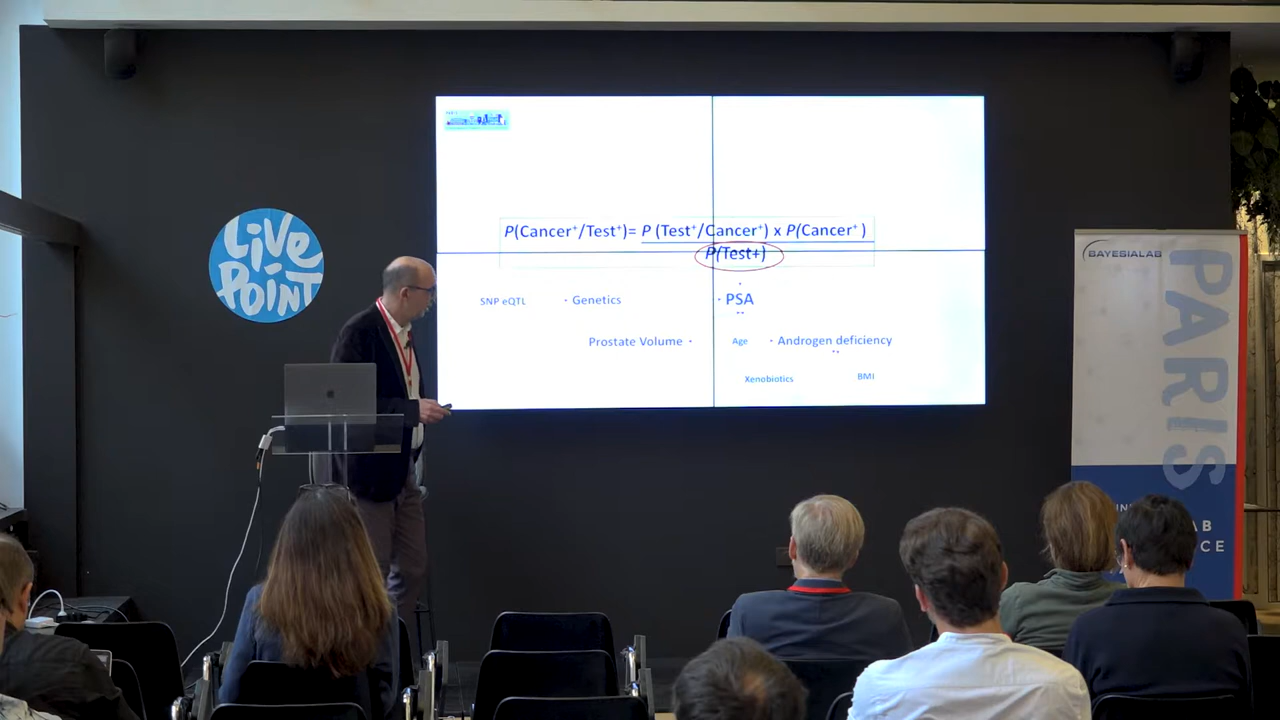 LIVE
POINT
P(Cancer⁺/Test⁺)= P (Test⁺/Cancer⁺) x P(Cancer⁺ )
P(Test+)
SNP eQTL · Genetics · PSA
Prostate Volume · Age · Androgen deficiency
Xenobiotics BMI
BAYESIALAB
PARIS